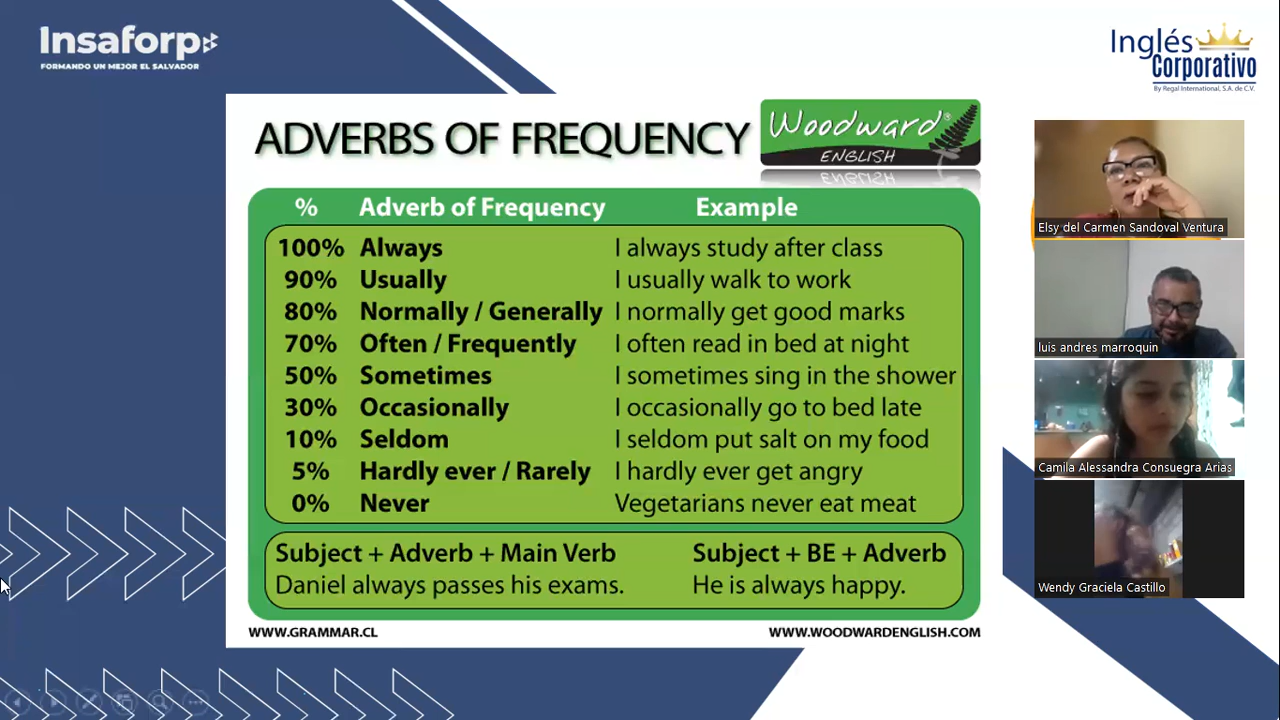 Insaforp
FORMANDO UN MEJOR EL SALVADOR
Inglés
Corporativo
By Regal International, S.A. de C.V.
ADVERBS OF FREQUENCY
Woodward®
ENGLISH
% Adverb of Frequency Example
100% Always I always study after class
90% Usually I usually walk to work
80% Normally / Generally I normally get good marks
70% Often / Frequently I often read in bed at night
50% Sometimes I sometimes sing in the shower
30% Occasionally I occasionally go to bed late
10% Seldom I seldom put salt on my food
5% Hardly ever / Rarely I hardly ever get angry
0% Never Vegetarians never eat meat
Subject + Adverb + Main Verb Subject + BE + Adverb
Daniel always passes his exams. He is always happy.
WWW.GRAMMAR.CL WWW.WOODWARDENGLISH.COM
Elsy del Carmen Sandoval Ventura
luis andres marroquin
Camila Alessandra Consuegra Arias
Wendy Graciela Castillo